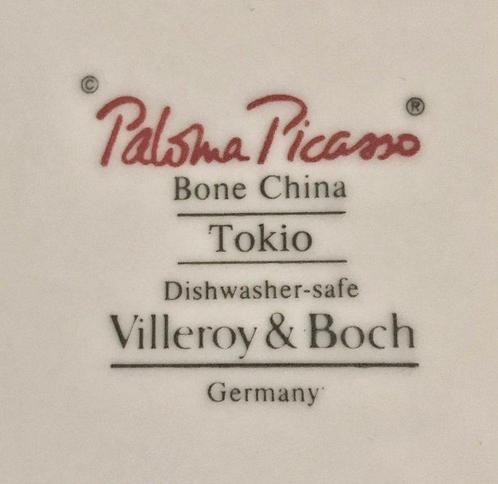 © Paloma Picasso ®
Bone China
Tokio
Dishwasher-safe
Villeroy & Boch
Germany